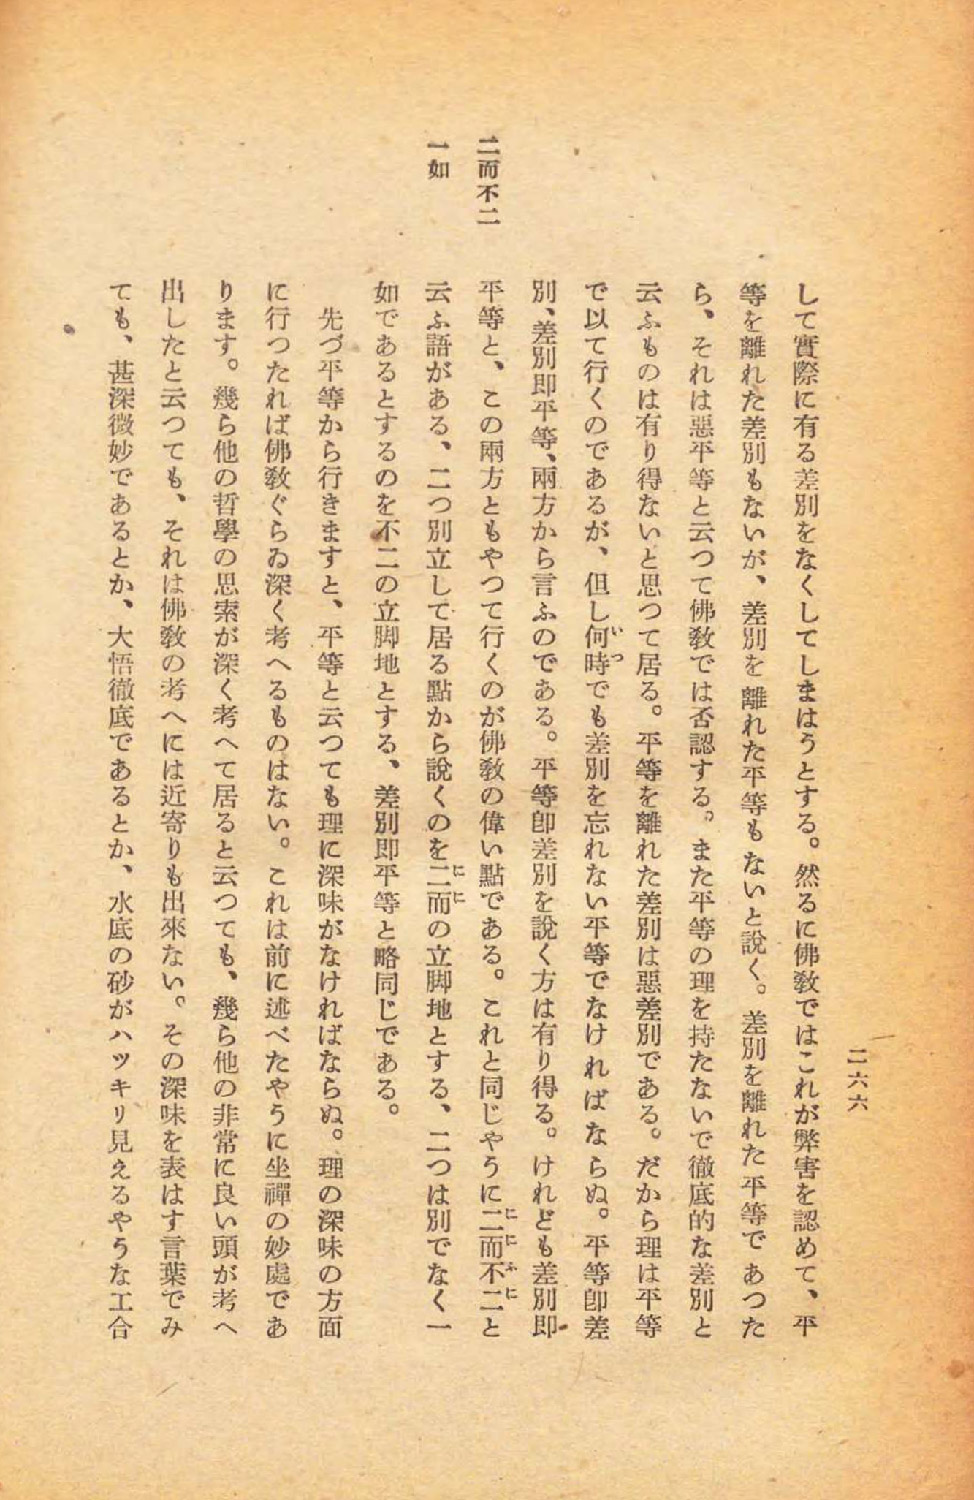 二六六
して實際に有る差別をなくしてしまはうとする。然るに佛敎ではこれが弊害を認めて、平
等を離れた差別もないが、差別を離れた平等もないと說く。差別を離れた平等であつた
ら、それは惡平等と云つて佛敎では否認する。また平等の理を持たないで徹底的な差別と
云ふものは有り得ないと思つて居る。平等を離れた差別は惡差別である。だから理は平等
で以て行くのであるが、但し何時でも差別を忘れない平等でなければならぬ。平等卽差
別、差別卽平等、兩方から言ふのである。平等卽差別を說く方は有り得る。けれども差別卽
二而不二
平等と、この兩方ともやつて行くのが佛敎の偉い點である。これと同じやうに二而不二と
一如
云ふ語がある、二つ別立して居る點から說くのを二而の立脚地とする、二つは別でなく一
如であるとするのを不二の立脚地とする、差別卽平等と略同じである。
先づ平等から行きますと、平等と云つても理に深味がなければならぬ。理の深味の方面
に行つたれば佛敎ぐらゐ深く考へるものはない。これは前に述べたやうに坐禪の妙處であ
ります。幾ら他の哲學の思索が深く考へて居ると云つても、幾ら他の非常に良い頭が考へ
出したと云つても、それは佛敎の考へには近寄りも出來ない。その深味を表はす言葉でみ
ても、甚深微妙であるとか、大悟徹底であるとか、水底の砂がハッキリ見えるやうな工合